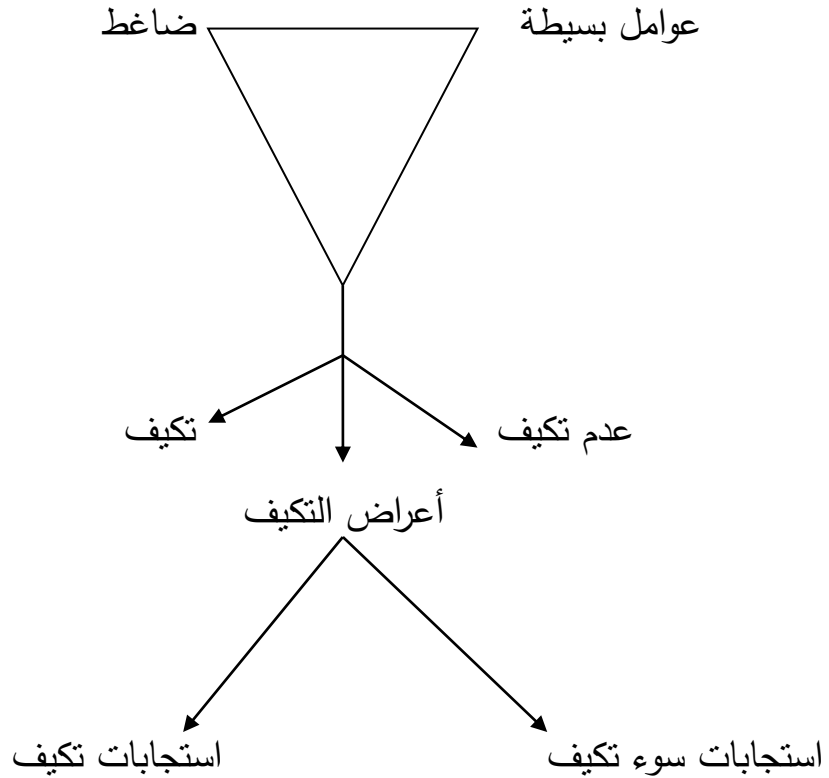 عوامل بسيطة
ضاغط
عدم تكيف
تكيف
أعراض التكيف
استجابات سوء تكيف
استجابات تكيف